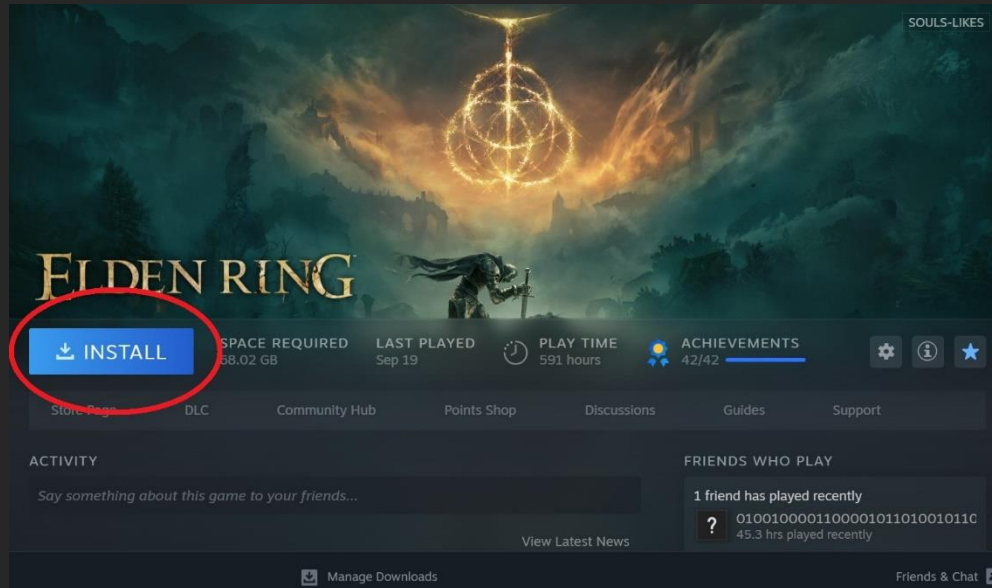 SOULS-LIKES
ELDEN RING
INSTALL
SPACE REQUIRED
58.02 GB
LAST PLAYED
Sep 19
PLAY TIME
591 hours
ACHIEVEMENTS
42/42
Store Page DLC Community Hub Points Shop Discussions Guides Support
ACTIVITY
Say something about this game to your friends...
View Latest News
FRIENDS WHO PLAY
1 friend has played recently
?
0100100001100001011010010110
45.3 hrs played recently
Manage Downloads
Friends & Chat